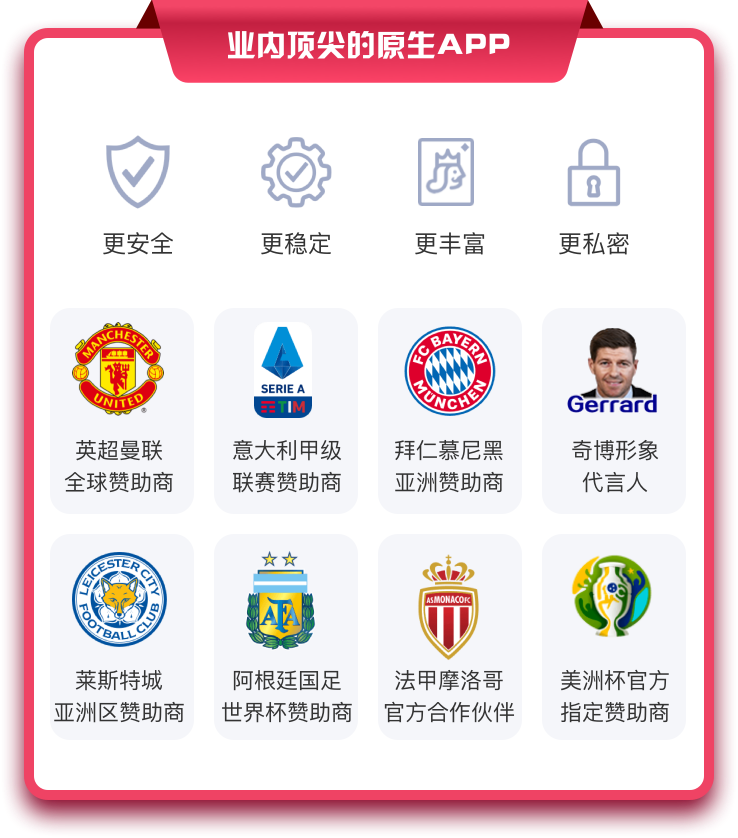 业内顶尖的原生APP
更安全
更稳定
更丰富
更私密
MANCHESTER
UNITED
®
SERIE A
TIM
FC BAYERN
MÜNCHEN
Gerrard
英超曼联
全球赞助商
意大利甲级
联赛赞助商
拜仁慕尼黑
亚洲赞助商
奇博形象
代言人
LEICESTER CITY
FOOTBALL CLUB
AFA
AS MONACO FC
莱斯特城
亚洲区赞助商
阿根廷国足
世界杯赞助商
法甲摩洛哥
官方合作伙伴
美洲杯官方
指定赞助商